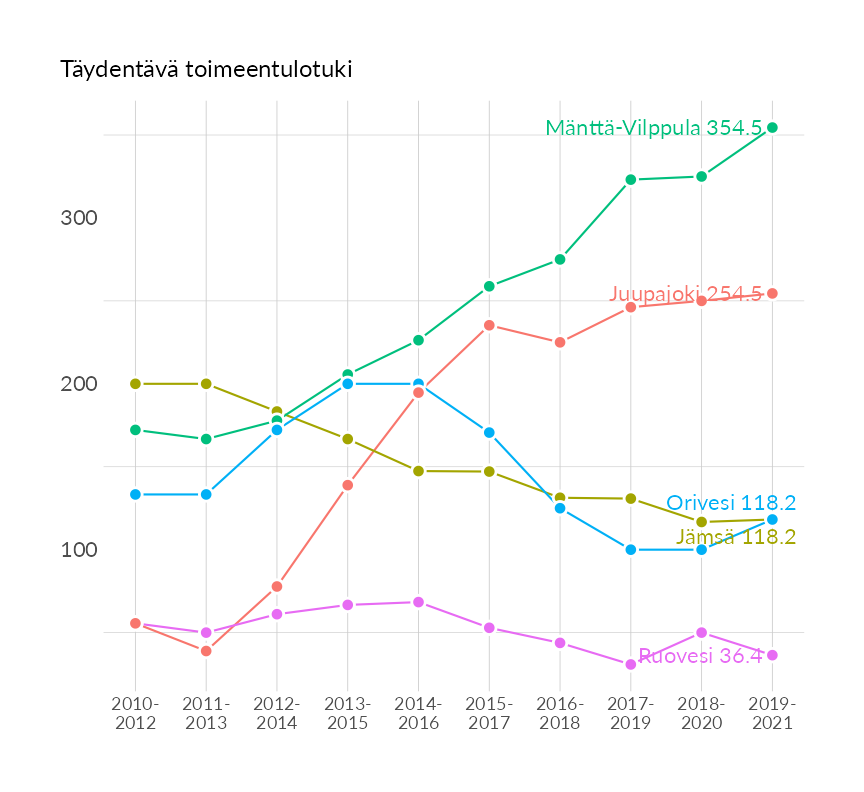 Täydentävä toimeentulotuki
Mänttä-Vilppula 354.5
300
Juupajoki 254.5
200
Orivesi 118.2
Jämsä 118.2
100
Ruovesi 36.4
2010- 2011- 2012- 2013- 2014- 2015- 2016- 2017- 2018- 2019-
2012 2013 2014 2015 2016 2017 2018 2019 2020 2021